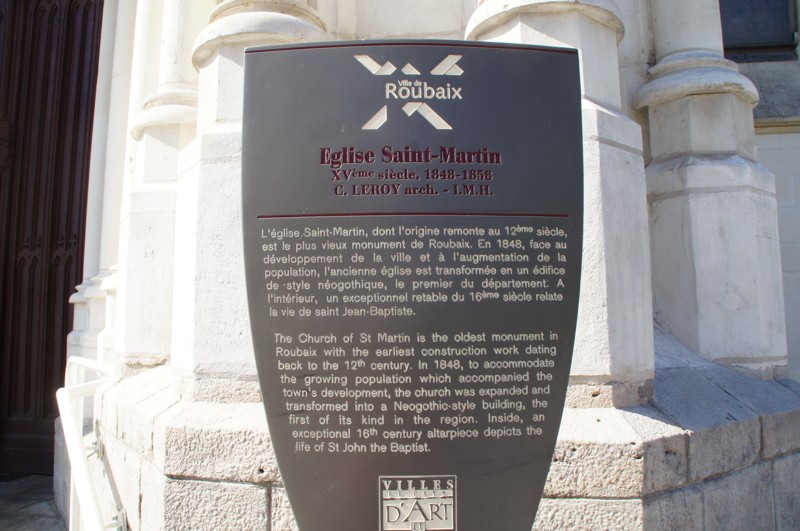 Ville de
Roubaix
Eglise Saint-Martin
XVème siècle, 1848-1858
C. LEROY arch. - I.M.H.
L'église Saint-Martin, dont l'origine remonte au 12ème siècle,
est le plus vieux monument de Roubaix. En 1848, face au
développement de la ville et à l'augmentation de la
population, l'ancienne église est transformée en un édifice
de style néogothique, le premier du département. A
l'intérieur, un exceptionnel retable du 16ème siècle relate
la vie de saint Jean-Baptiste.
The Church of St Martin is the oldest monument in
Roubaix with the earliest construction work dating
back to the 12th century. In 1848, to accommodate
the growing population which accompanied the
town's development, the church was expanded and
transformed into a Neogothic-style building, the
first of its kind in the region. Inside, an
exceptional 16th century altarpiece depicts the
life of St John the Baptist.
VILLES
D'ART
ET